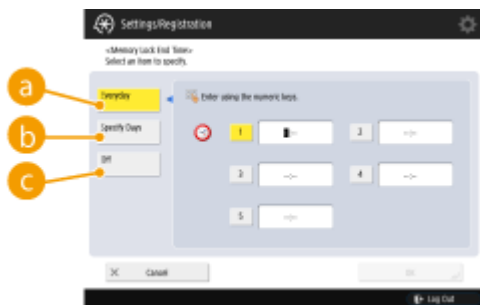 Settings/Registration
<Memory Lock End Time>
Select an item to specify.
a
Everyday
Enter using the numeric keys.
b
Specify Days
1
--:--
2
--:--
c
Off
3
--:--
4
--:--
5
--:--
Cancel
OK
Log Out